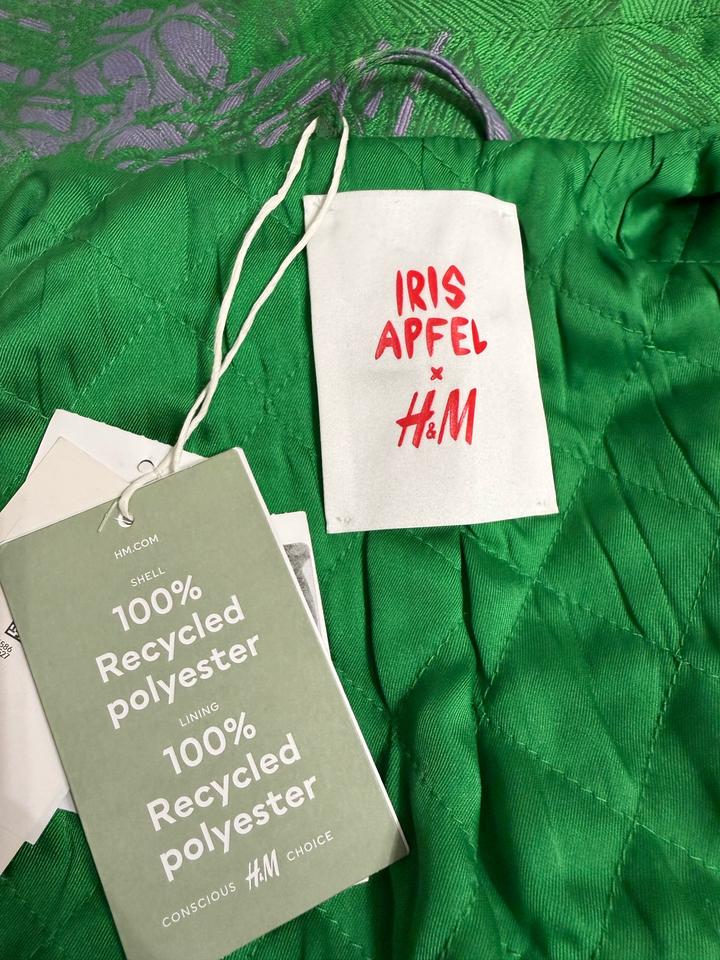 IRIS
APFEL
x
H&M
HM.COM
SHELL
100%
Recycled
polyester
LINING
100%
Recycled
polyester
CONSCIOUS H&M CHOICE